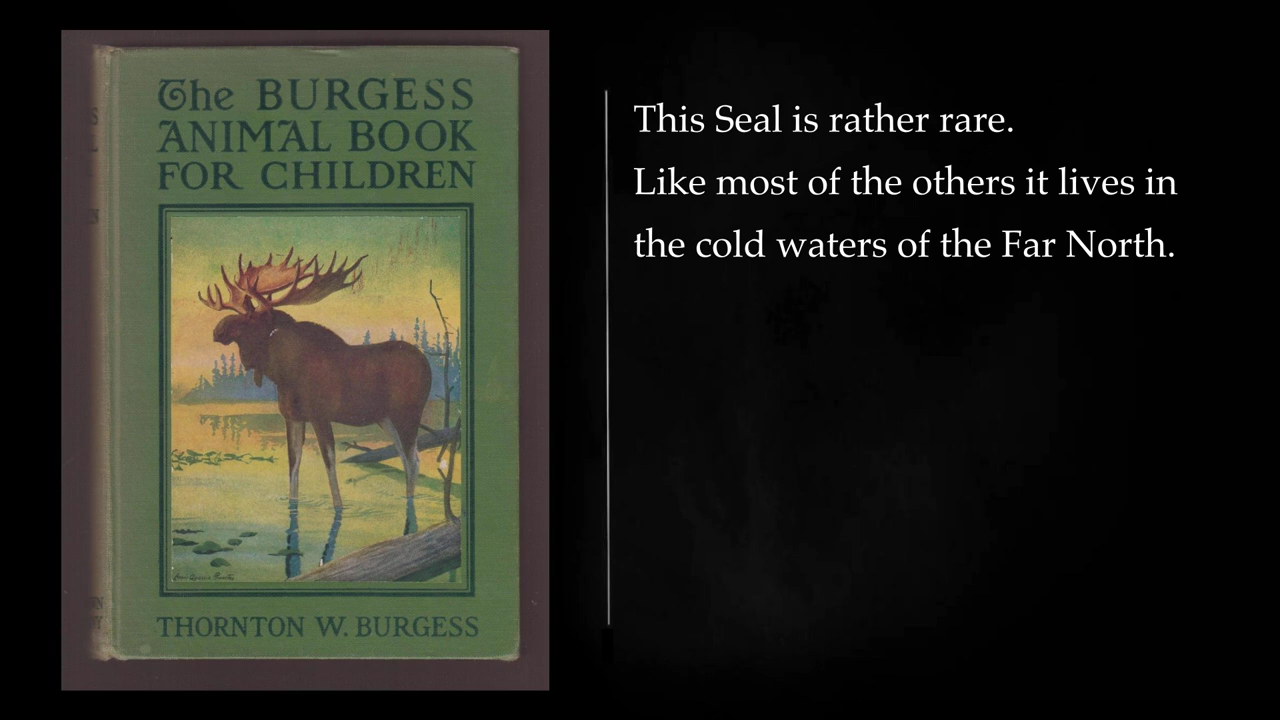 The BURGESS
ANIMAL BOOK
FOR CHILDREN
THORNTON W. BURGESS
This Seal is rather rare.
Like most of the others it lives in
the cold waters of the Far North.